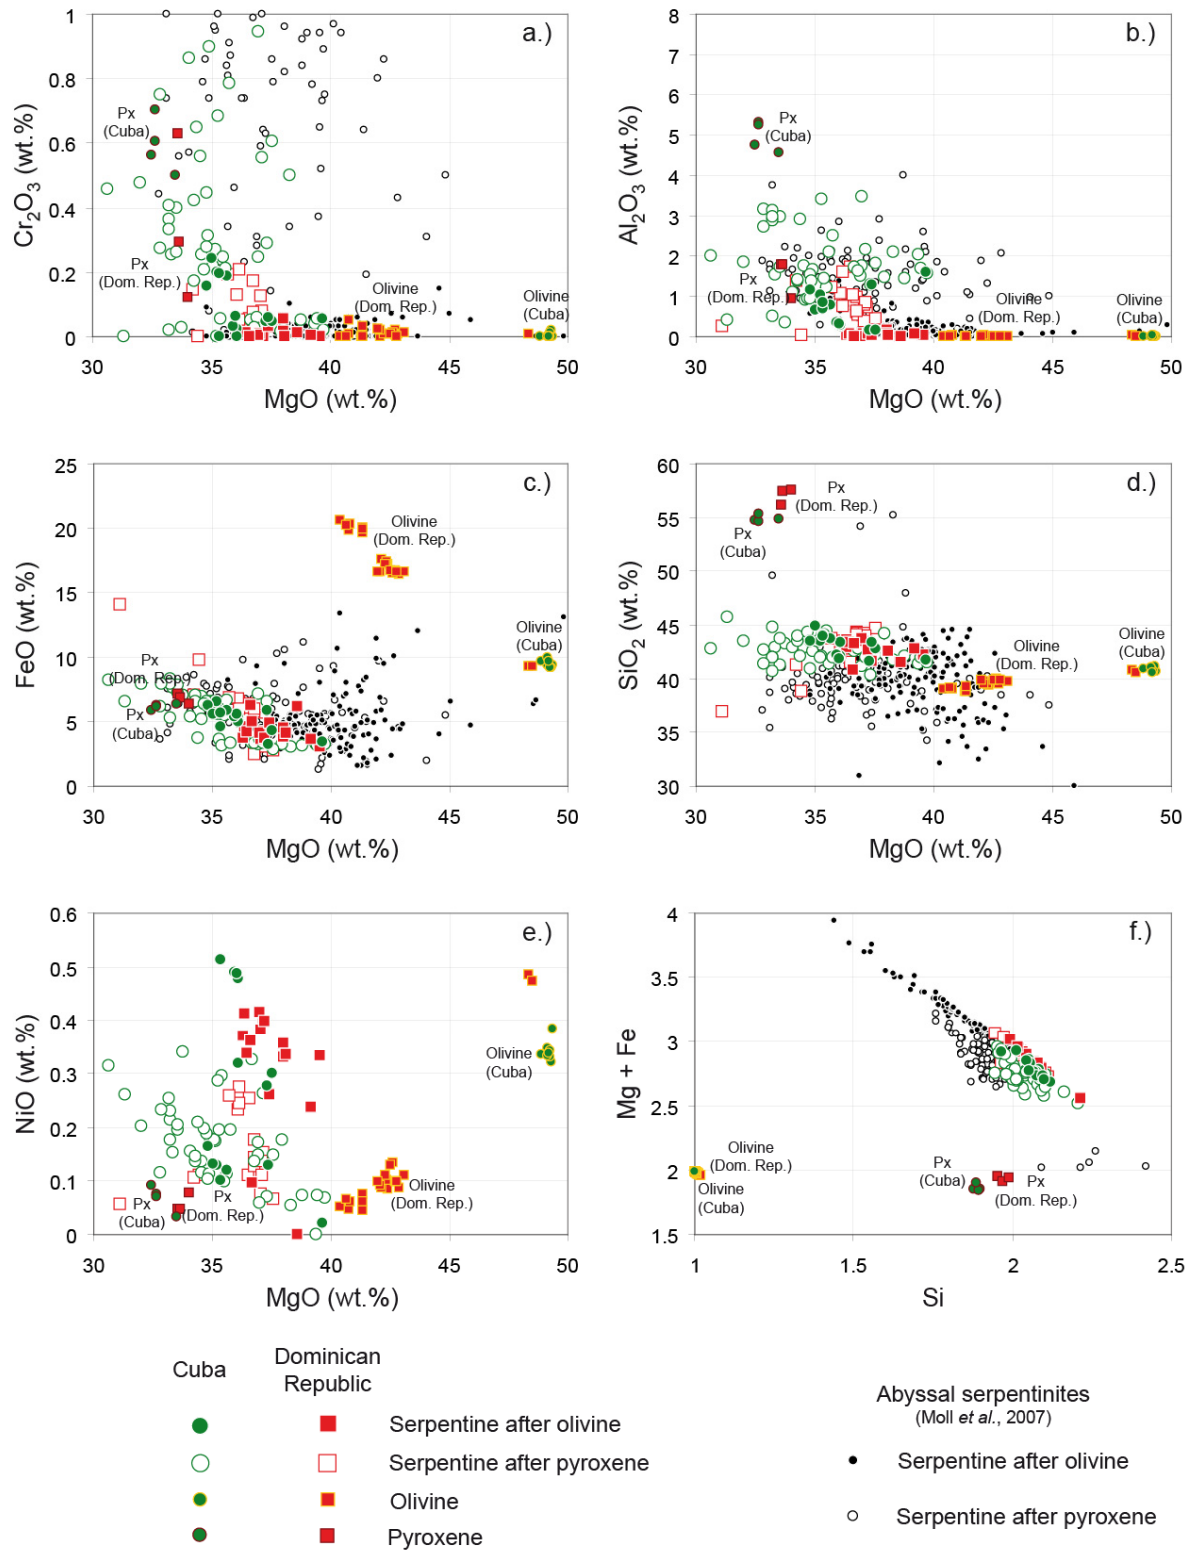 a.)
1
0.8
0.6
0.4
0.2
0
Cr2O3 (wt.%)
Px
(Cuba)
Px
(Dom. Rep.)
Olivine
(Dom. Rep.)
Olivine
(Cuba)
30 35 40 45 50
MgO (wt.%)
b.)
8
7
6
5
4
3
2
1
0
Al2O3 (wt.%)
Px
(Cuba)
Px
(Dom. Rep.)
Olivine
(Dom. Rep.)
Olivine
(Cuba)
30 35 40 45 50
MgO (wt.%)
c.)
25
20
15
10
5
0
FeO (wt.%)
Olivine
(Dom. Rep.)
Olivine
(Cuba)
Px
(Dom. Rep.)
Px
(Cuba)
30 35 40 45 50
MgO (wt.%)
d.)
60
55
50
45
40
35
30
SiO2 (wt.%)
Px
(Dom. Rep.)
Px
(Cuba)
Olivine
(Cuba)
Olivine
(Dom. Rep.)
30 35 40 45 50
MgO (wt.%)
e.)
0.6
0.5
0.4
0.3
0.2
0.1
0
NiO (wt.%)
Olivine
(Cuba)
Olivine
(Dom. Rep.)
Px
(Cuba)
Px
(Dom. Rep.)
30 35 40 45 50
MgO (wt.%)
f.)
4
3.5
3
2.5
2
1.5
Mg + Fe
Olivine
(Dom. Rep.)
Olivine
(Cuba)
Px
(Cuba)
Px
(Dom. Rep.)
1 1.5 2 2.5
Si
Cuba
Dominican
Republic
Serpentine after olivine
Serpentine after pyroxene
Olivine
Pyroxene
Abyssal serpentinites
(Moll et al., 2007)
Serpentine after olivine
Serpentine after pyroxene